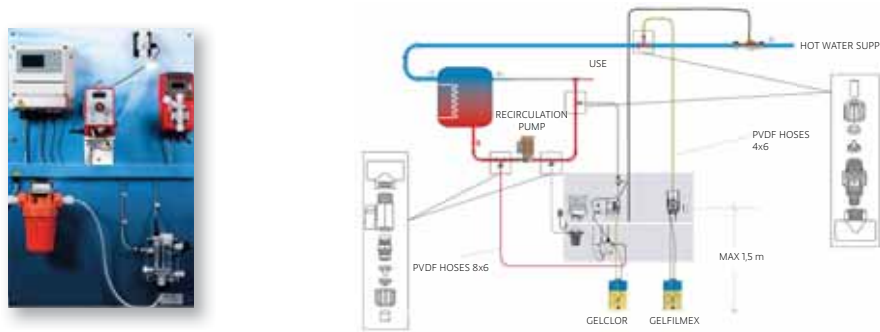 HOT WATER SUPP
USE
RECIRCULATION
PUMP
PVDF HOSES
4x6
MAX 1,5 m
PVDF HOSES 8x6
GELCLOR
GELFILMEX